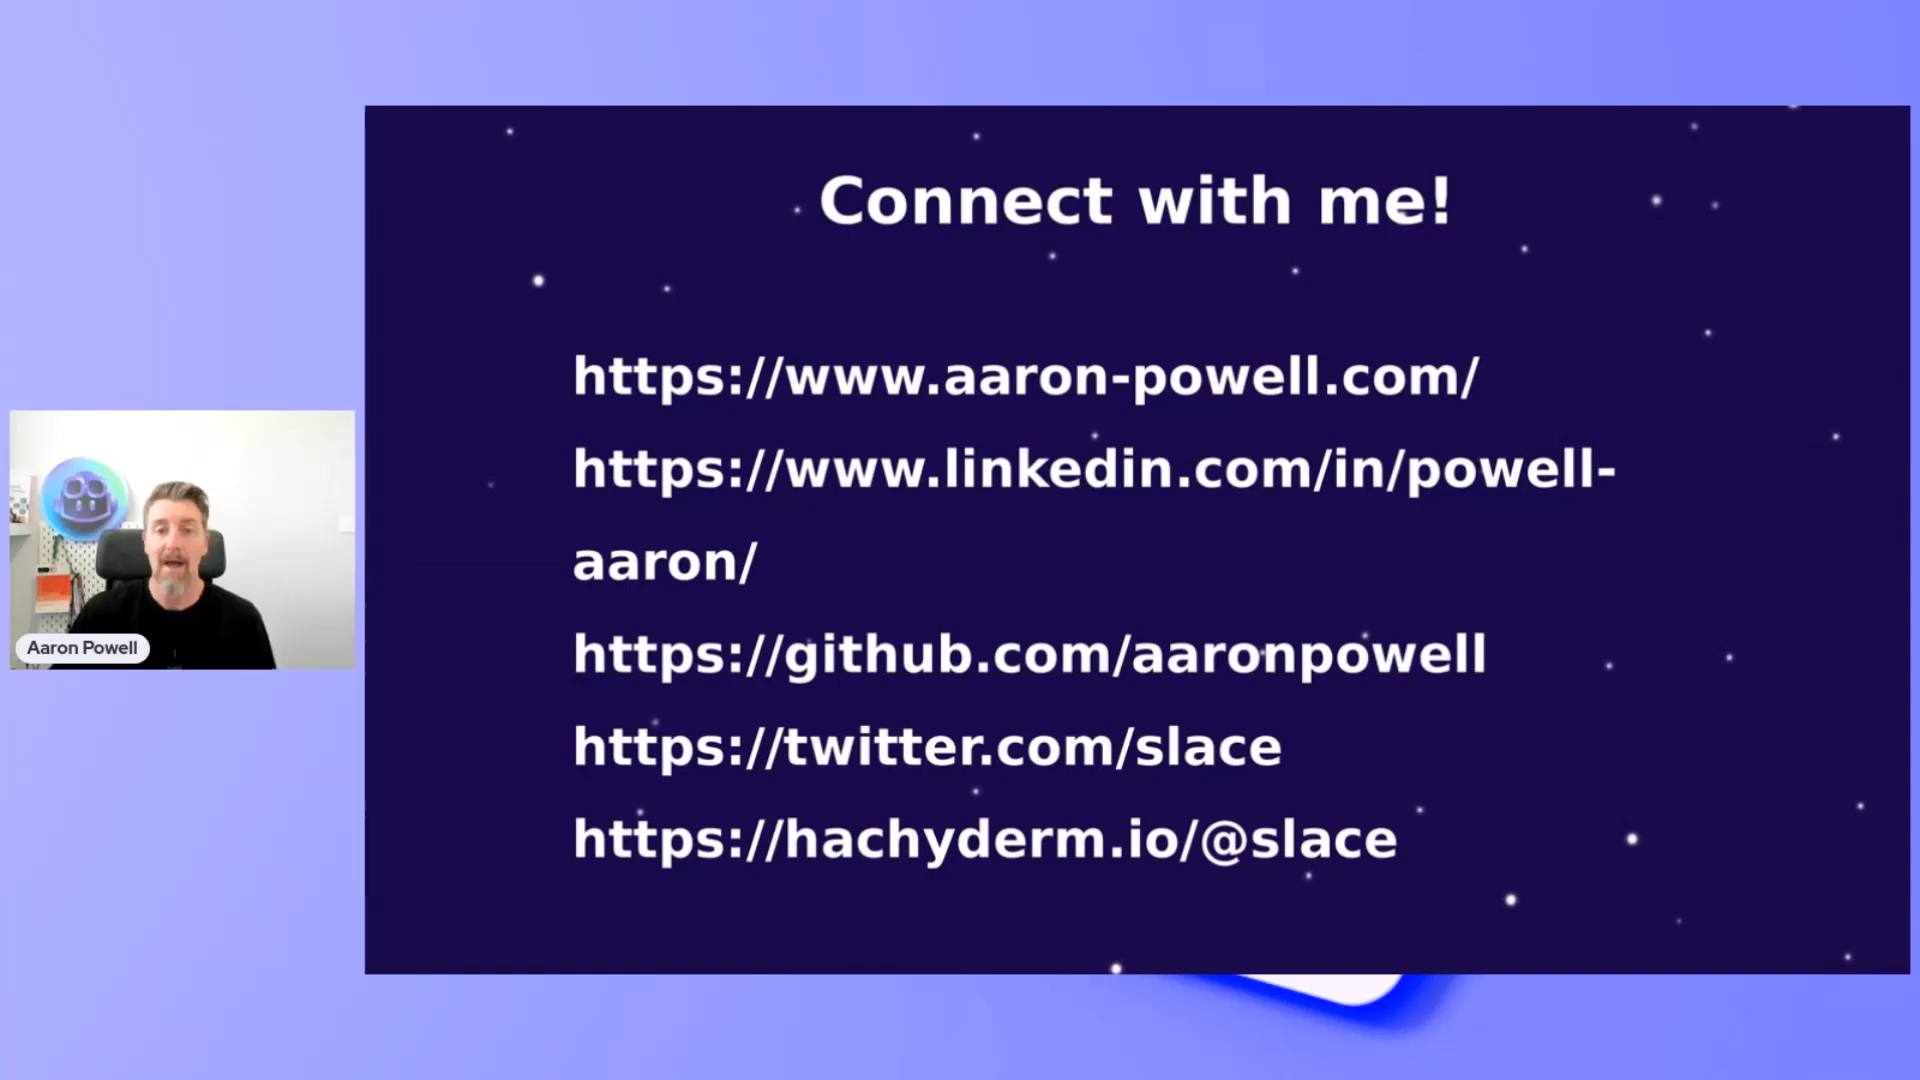 Connect with me!
https://www.aaron-powell.com/
https://www.linkedin.com/in/powell-
aaron/
https://github.com/aaronpowell
https://twitter.com/slace
https://hachyderm.io/@slace
Aaron Powell